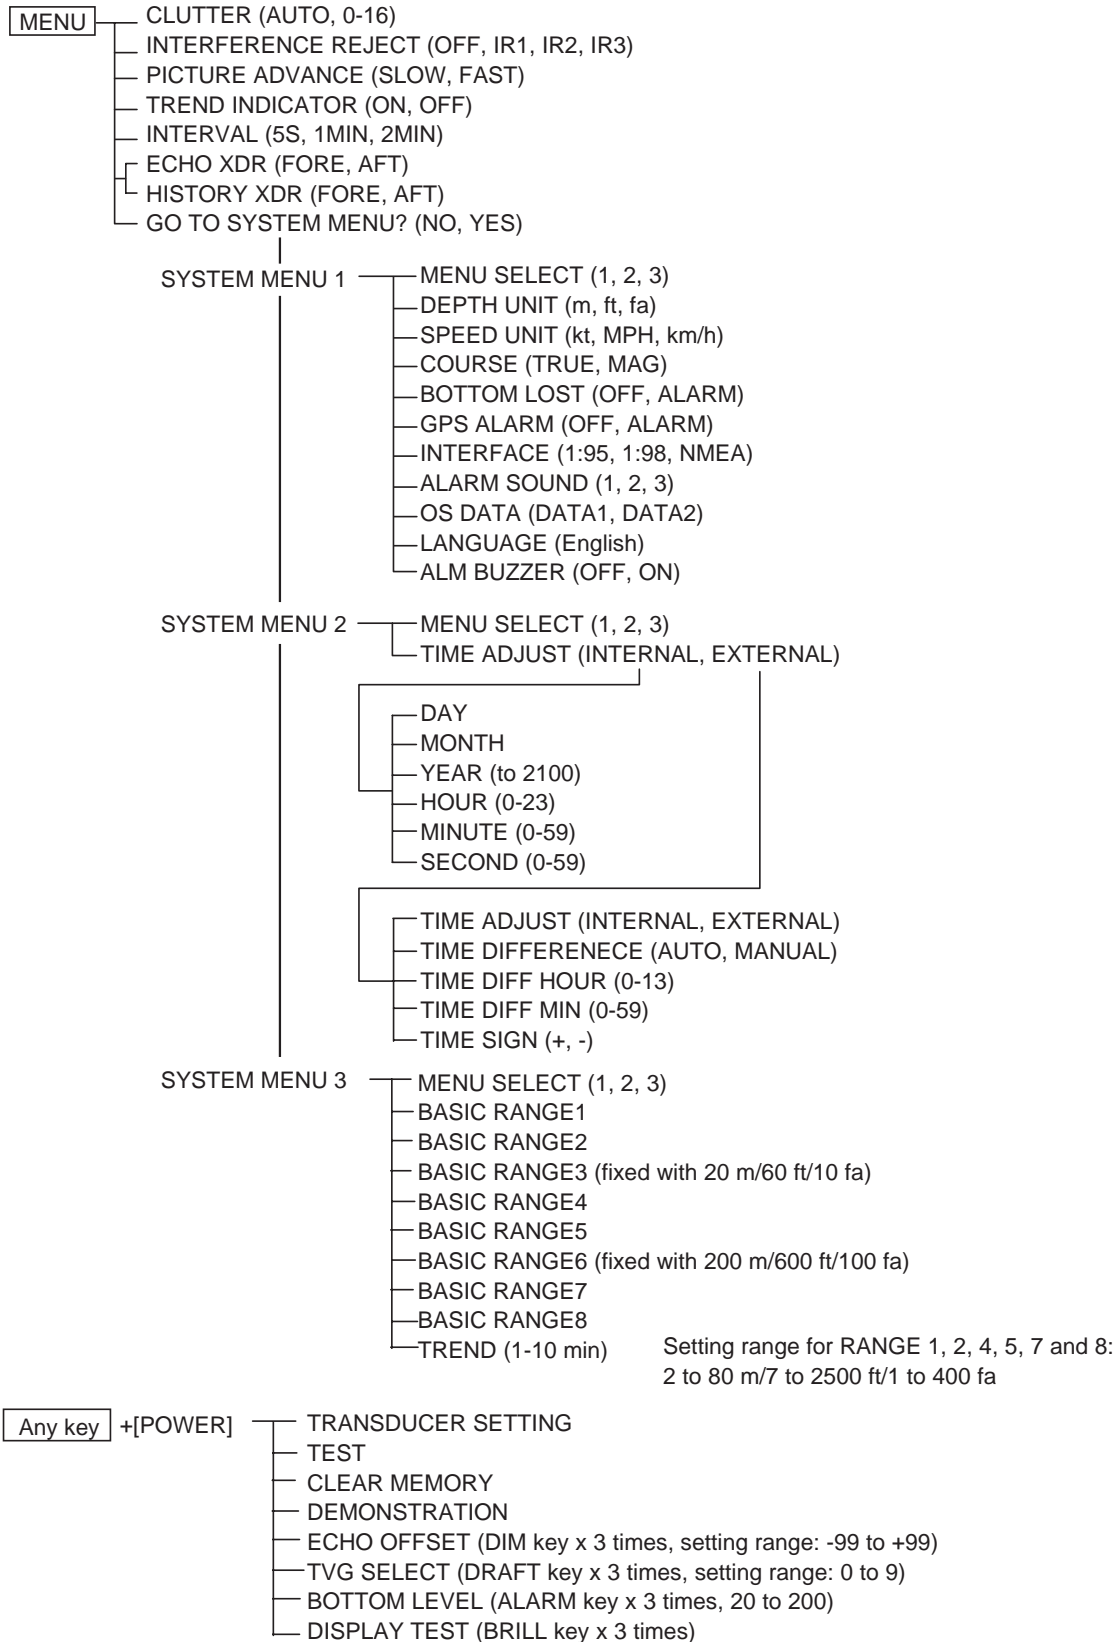 MENU
CLUTTER (AUTO, 0-16)
INTERFERENCE REJECT (OFF, IR1, IR2, IR3)
PICTURE ADVANCE (SLOW, FAST)
TREND INDICATOR (ON, OFF)
INTERVAL (5S, 1MIN, 2MIN)
ECHO XDR (FORE, AFT)
HISTORY XDR (FORE, AFT)
GO TO SYSTEM MENU? (NO, YES)
SYSTEM MENU 1
MENU SELECT (1, 2, 3)
DEPTH UNIT (m, ft, fa)
SPEED UNIT (kt, MPH, km/h)
COURSE (TRUE, MAG)
BOTTOM LOST (OFF, ALARM)
GPS ALARM (OFF, ALARM)
INTERFACE (1:95, 1:98, NMEA)
ALARM SOUND (1, 2, 3)
OS DATA (DATA1, DATA2)
LANGUAGE (English)
ALM BUZZER (OFF, ON)
SYSTEM MENU 2
MENU SELECT (1, 2, 3)
TIME ADJUST (INTERNAL, EXTERNAL)
DAY
MONTH
YEAR (to 2100)
HOUR (0-23)
MINUTE (0-59)
SECOND (0-59)
TIME ADJUST (INTERNAL, EXTERNAL)
TIME DIFFERENECE (AUTO, MANUAL)
TIME DIFF HOUR (0-13)
TIME DIFF MIN (0-59)
TIME SIGN (+, -)
SYSTEM MENU 3
MENU SELECT (1, 2, 3)
BASIC RANGE1
BASIC RANGE2
BASIC RANGE3 (fixed with 20 m/60 ft/10 fa)
BASIC RANGE4
BASIC RANGE5
BASIC RANGE6 (fixed with 200 m/600 ft/100 fa)
BASIC RANGE7
BASIC RANGE8
TREND (1-10 min)
Setting range for RANGE 1, 2, 4, 5, 7 and 8:
2 to 80 m/7 to 2500 ft/1 to 400 fa
Any key +[POWER]
TRANSDUCER SETTING
TEST
CLEAR MEMORY
DEMONSTRATION
ECHO OFFSET (DIM key x 3 times, setting range: -99 to +99)
TVG SELECT (DRAFT key x 3 times, setting range: 0 to 9)
BOTTOM LEVEL (ALARM key x 3 times, 20 to 200)
DISPLAY TEST (BRILL key x 3 times)